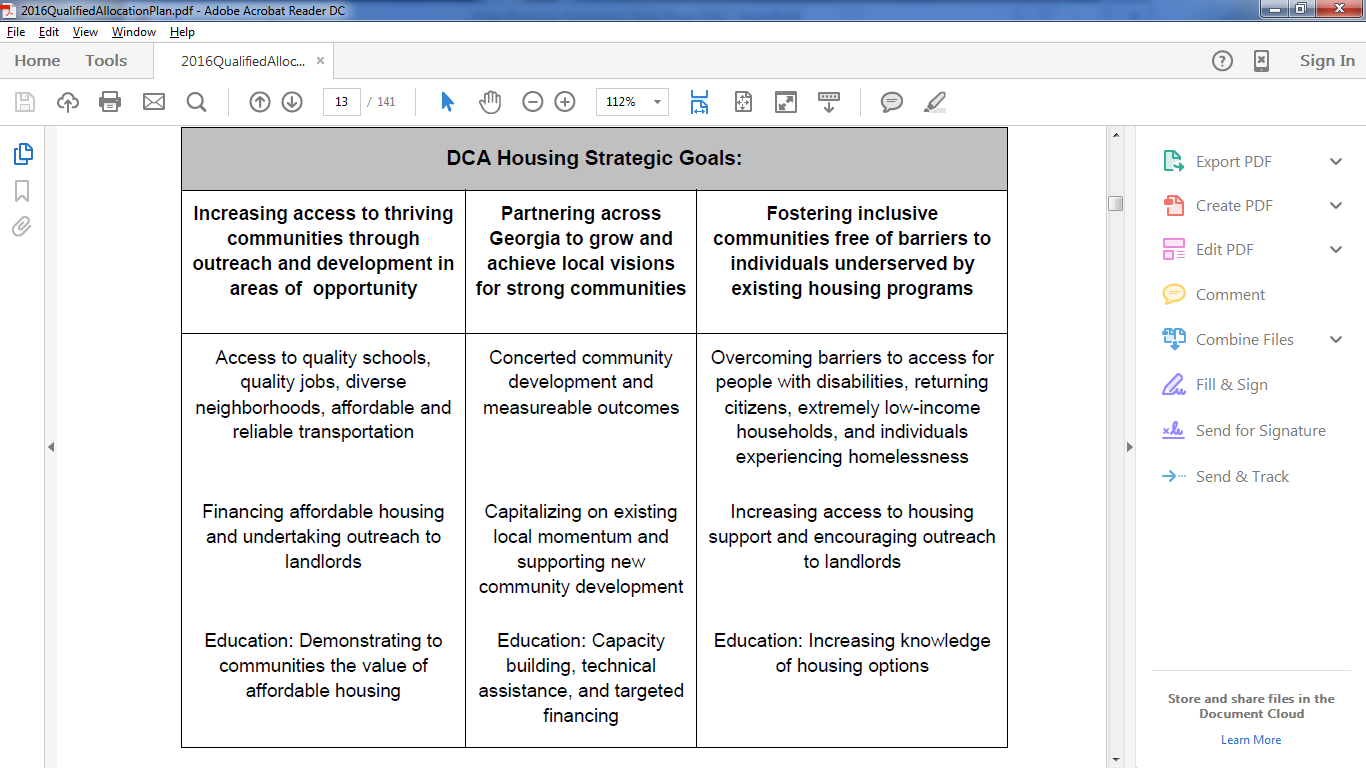 2016QualifiedAllocationPlan.pdf - Adobe Acrobat Reader DC
File Edit View Window Help
Home Tools 2016QualifiedAlloc... × Sign In
13 / 141 112%
DCA Housing Strategic Goals:
Increasing access to thriving
communities through
outreach and development in
areas of opportunity
Partnering across
Georgia to grow and
achieve local visions
for strong communities
Fostering inclusive
communities free of barriers to
individuals underserved by
existing housing programs
Access to quality schools,
quality jobs, diverse
neighborhoods, affordable and
reliable transportation
Concerted community
development and
measureable outcomes
Overcoming barriers to access for
people with disabilities, returning
citizens, extremely low-income
households, and individuals
experiencing homelessness
Financing affordable housing
and undertaking outreach to
landlords
Capitalizing on existing
local momentum and
supporting new
community development
Increasing access to housing
support and encouraging outreach
to landlords
Education: Demonstrating to
communities the value of
affordable housing
Education: Capacity
building, technical
assistance, and targeted
financing
Education: Increasing knowledge
of housing options
Export PDF
Create PDF
Edit PDF
Comment
Combine Files
Fill & Sign
Send for Signature
Send & Track
Store and share files in the
Document Cloud
Learn More